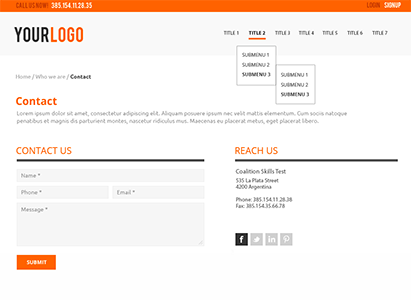 CALL US NOW! 385.154.11.28.35
LOGIN SIGNUP
YOURLOGO
TITLE 1 TITLE 2 TITLE 3 TITLE 4 TITLE 5 TITLE 6 TITLE 7
SUBMENU 1
SUBMENU 2
SUBMENU 3
SUBMENU 1
SUBMENU 2
SUBMENU 3
Home / Who we are / Contact
Contact
Lorem ipsum dolor sit amet, consectetur adipiscing elit. Aliquam posuere ipsum nec velit mattis elementum. Cum sociis natoque
penatibus et magnis dis parturient montes, nascetur ridiculus mus. Maecenas eu placerat metus, eget placerat libero.
CONTACT US
Name *
Phone * Email *
Message *
SUBMIT
REACH US
Coalition Skills Test
535 La Plata Street
4200 Argentina
Phone: 385.154.11.28.38
Fax: 385.154.35.66.78